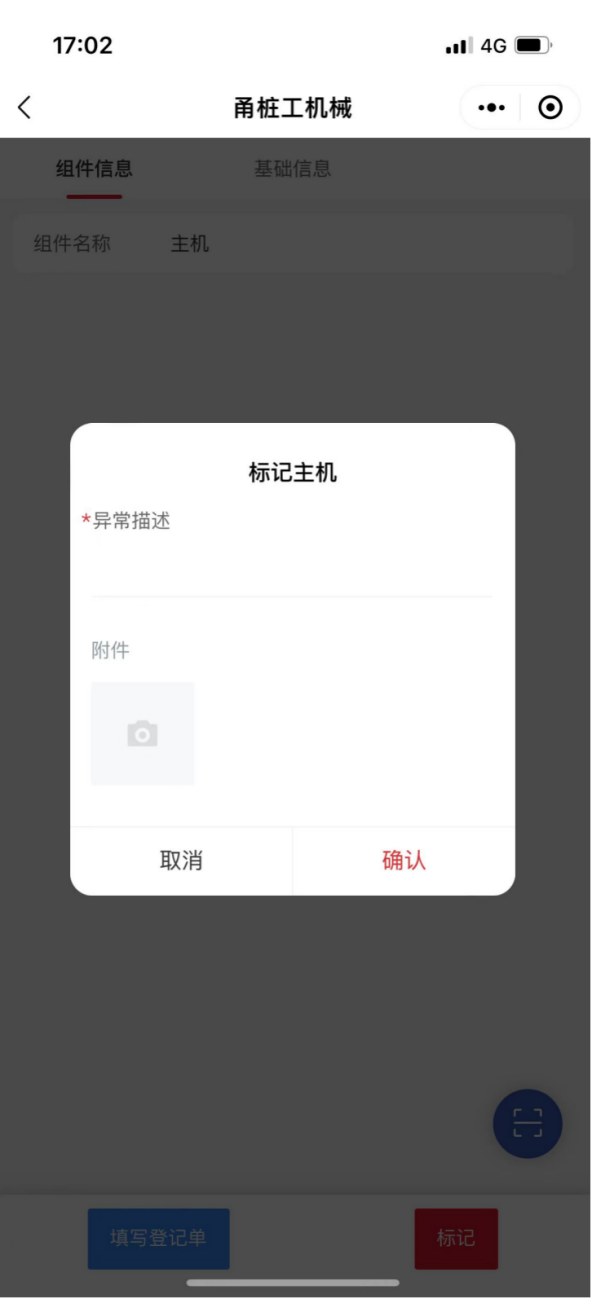 17:02 4G
甬桩工机械
组件信息 基础信息
组件名称 主机
标记主机
*异常描述
附件
取消 确认
填写登记单 标记